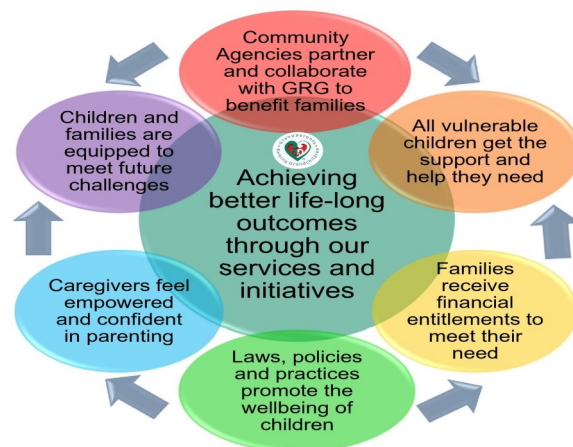 Community
Agencies partner
and collaborate
with GRG to
benefit families
All vulnerable
children get the
support and
help they need
Families
receive
financial
entitlements to
meet their
need
Laws, policies
and practices
promote the
wellbeing of
children
Caregivers feel
empowered
and confident
in parenting
Children and
families are
equipped to
meet future
challenges
Grandparents
Raising Grandchildren
Achieving
better life-long
outcomes
through our
services and
initiatives